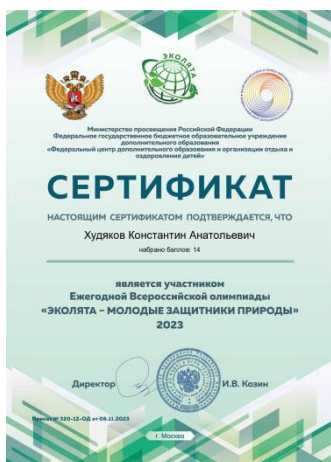 ЭКОЛЯТА
Министерство просвещения Российской Федерации
Федеральное государственное бюджетное образовательное учреждение
дополнительного образования
«Федеральный центр дополнительного образования и организации отдыха и
оздоровления детей»
СЕРТИФИКАТ
НАСТОЯЩИМ СЕРТИФИКАТОМ ПОДТВЕРЖДАЕТСЯ, ЧТО
Худяков Константин Анатольевич
набрано баллов: 14
является участником
Ежегодной Всероссийской олимпиады
«ЭКОЛЯТА – МОЛОДЫЕ ЗАЩИТНИКИ ПРИРОДЫ»
2023
Директор
И.В. Козин
Приказ № 320-12-ОД от 06.11.2023
г. Москва